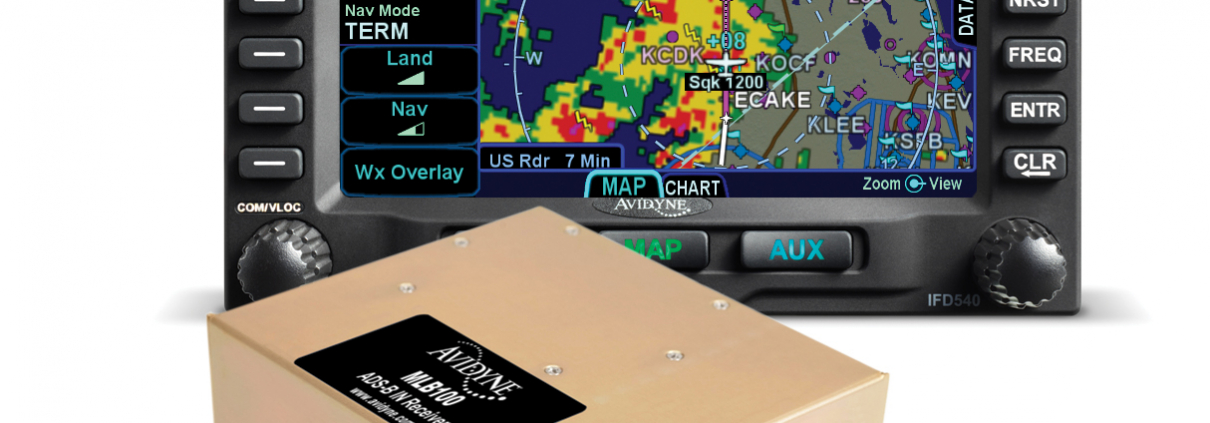 Nav Mode
TERM
Land
Nav
Wx Overlay
COM/VLOC
+08
KCDK
KOCF
Sqk 1200
ECAKE
KLEE
KOMN
E
KEV
KSFB
12
W
US Rdr 7 Min
MAP CHART
Zoom View
AVIDYNE
MAP
AUX
IFD540
DATA
NRST
FREQ
ENTR
CLR
AVIDYNE
MLB100
ADS-B IN Receiver
www.avidyne.com